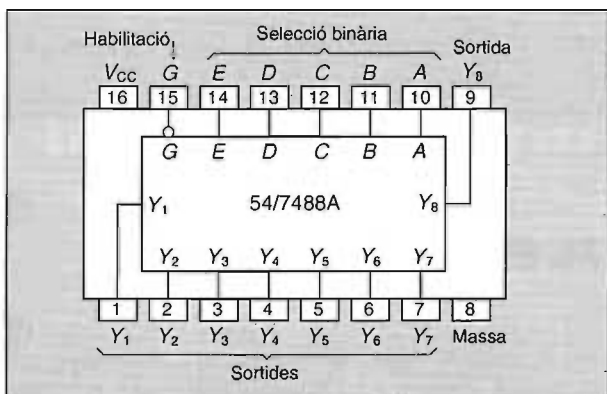 Habilitació Selecció binària Sortida
VCC G E D C B A Y8
16 15 14 13 12 11 10 9
G E D C B A
Y1 54/7488A Y8
Y2 Y3 Y4 Y5 Y6 Y7
1 2 3 4 5 6 7 8
Y1 Y2 Y3 Y4 Y5 Y6 Y7 Massa
Sortides